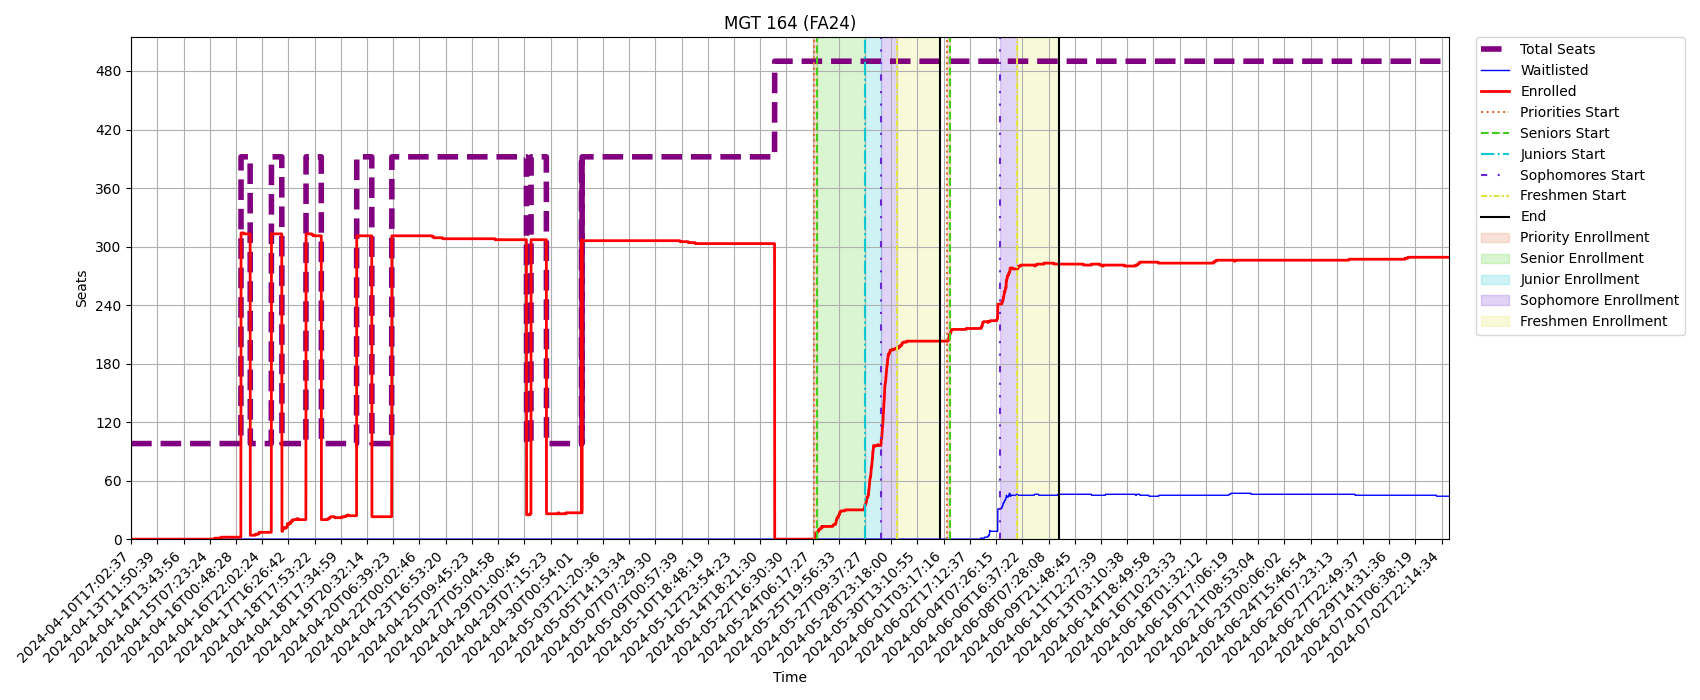 MGT 164 (FA24)
Seats
480
420
360
300
240
180
120
60
0
Total Seats
Waitlisted
Enrolled
Priorities Start
Seniors Start
Juniors Start
Sophomores Start
Freshmen Start
End
Priority Enrollment
Senior Enrollment
Junior Enrollment
Sophomore Enrollment
Freshmen Enrollment
2024-04-10T17:02:37
2024-04-13T11:50:39
2024-04-14T13:43:56
2024-04-15T07:23:24
2024-04-16T00:48:28
2024-04-16T22:02:24
2024-04-17T16:26:42
2024-04-18T17:53:22
2024-04-18T17:34:59
2024-04-19T20:32:14
2024-04-20T06:39:23
2024-04-22T00:02:46
2024-04-23T16:53:20
2024-04-25T09:45:23
2024-04-27T05:04:58
2024-04-29T01:00:45
2024-04-29T07:15:23
2024-04-30T00:54:01
2024-05-03T21:20:36
2024-05-05T14:13:34
2024-05-07T07:29:30
2024-05-09T00:57:39
2024-05-10T18:48:19
2024-05-12T23:54:23
2024-05-14T18:21:30
2024-05-22T16:30:30
2024-05-24T06:17:27
2024-05-25T19:56:33
2024-05-27T09:37:27
2024-05-28T23:18:00
2024-05-30T13:10:55
2024-06-01T03:17:16
2024-06-02T17:12:37
2024-06-04T07:26:15
2024-06-06T16:37:22
2024-06-08T07:28:08
2024-06-09T21:48:45
2024-06-11T12:27:39
2024-06-13T03:10:38
2024-06-14T18:49:58
2024-06-16T10:23:33
2024-06-18T01:32:12
2024-06-19T17:06:19
2024-06-21T08:53:04
2024-06-23T00:06:02
2024-06-24T15:46:54
2024-06-26T07:23:13
2024-06-27T22:49:37
2024-06-29T14:31:36
2024-07-01T06:38:19
2024-07-02T22:14:34
Time